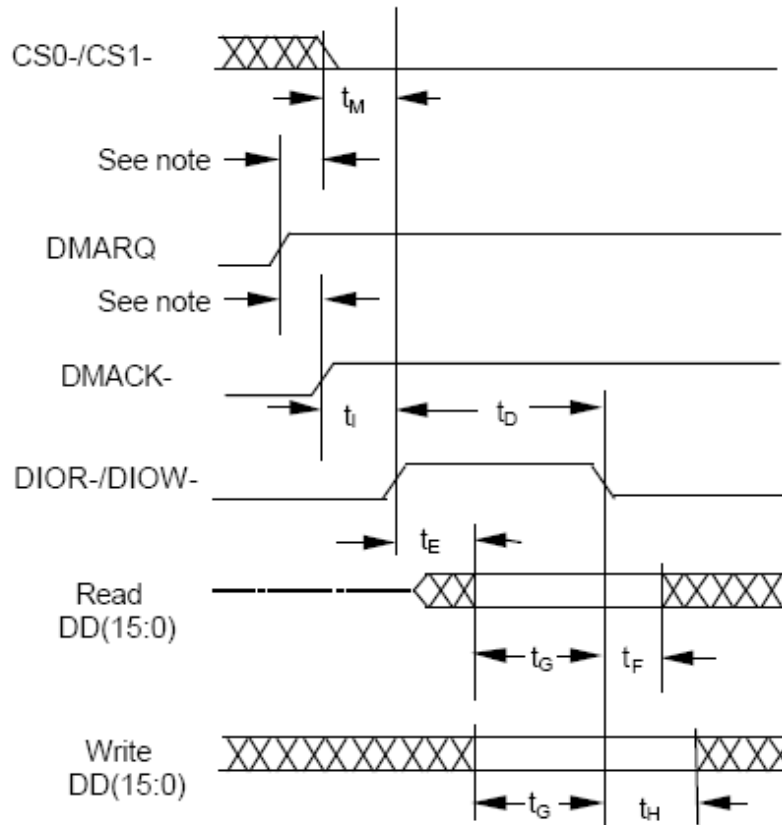 CS0-/CS1-
tM
See note
DMARQ
See note
DMACK-
tI
tD
DIOR-/DIOW-
tE
Read
DD(15:0)
tG
tF
Write
DD(15:0)
tG
tH